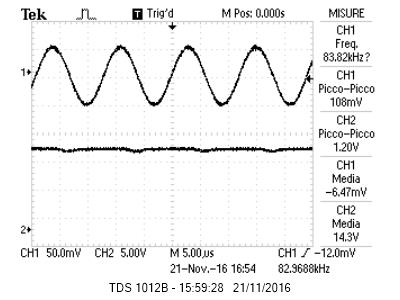 Tek T Trig'd M Pos: 0.000s MISURE
CH1
Freq.
83.82kHz?
1
CH1
Picco-Picco
108mV
CH2
Picco-Picco
1.20V
CH1
Media
-6.47mV
CH2
Media
14.3V
2
CH1 50.0mV CH2 5.00V M 5.00µs CH1 -12.0mV
21-Nov.-16 16:54 82.9688kHz
TDS 1012B - 15:59:28 21/11/2016